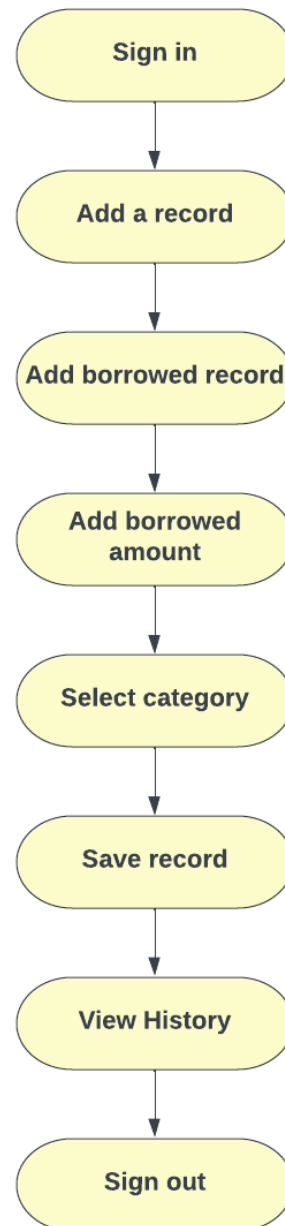 Sign in
Add a record
Add borrowed record
Add borrowed
amount
Select category
Save record
View History
Sign out